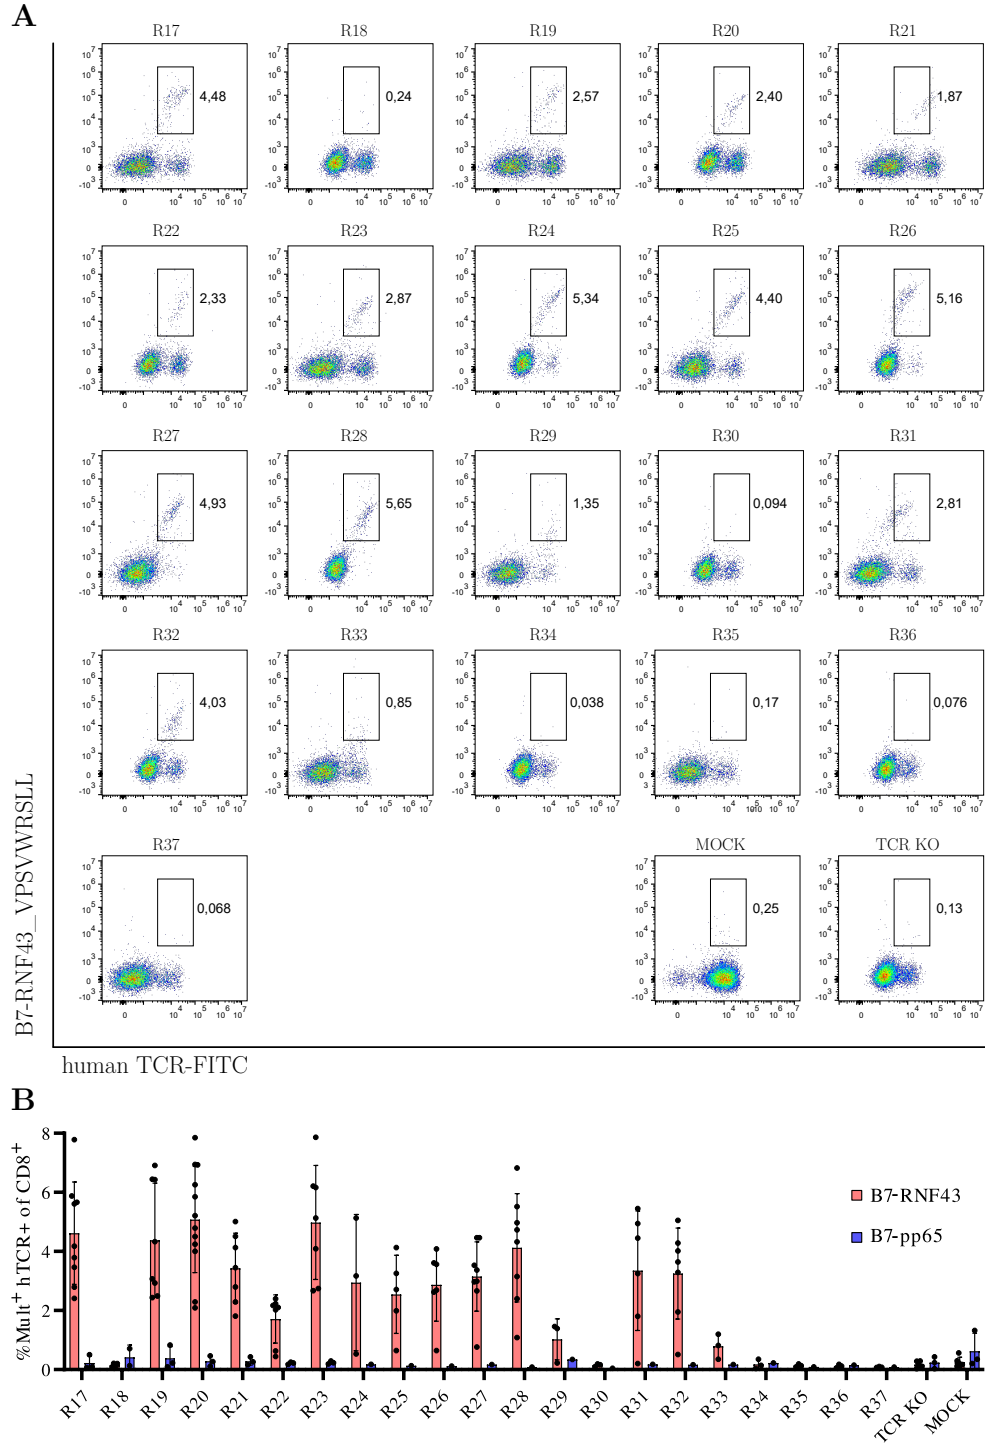 A
R17 R18 R19 R20 R21
4,48 0,24 2,57 2,40 1,87
R22 R23 R24 R25 R26
2,33 2,87 5,34 4,40 5,16
R27 R28 R29 R30 R31
4,93 5,65 1,35 0,094 2,81
R32 R33 R34 R35 R36
4,03 0,85 0,038 0,17 0,076
R37 MOCK TCR KO
0,068 0,25 0,13
B7-RNF43_VPSVWRSLL
human TCR-FITC
B
%Mult+ hTCR+ of CD8+
8
6
4
2
0
B7-RNF43
B7-pp65
R17 R18 R19 R20 R21 R22 R23 R24 R25 R26 R27 R28 R29 R30 R31 R32 R33 R34 R35 R36 R37 TCR KO MOCK